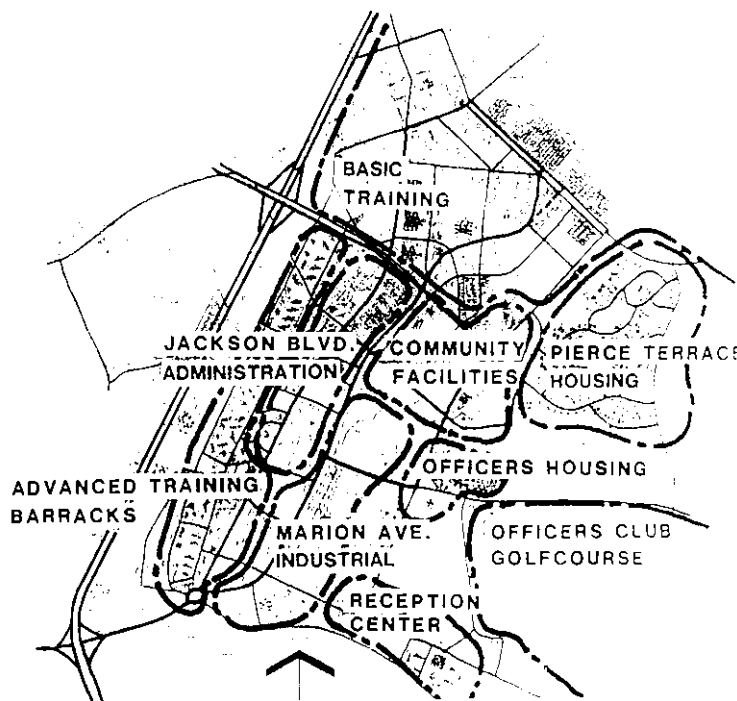 BASIC
TRAINING
JACKSON BLVD.
ADMINISTRATION
COMMUNITY
FACILITIES
PIERCE TERRACE
HOUSING
OFFICERS HOUSING
ADVANCED TRAINING
BARRACKS
MARION AVE.
INDUSTRIAL
OFFICERS CLUB
GOLFCOURSE
RECEPTION
CENTER